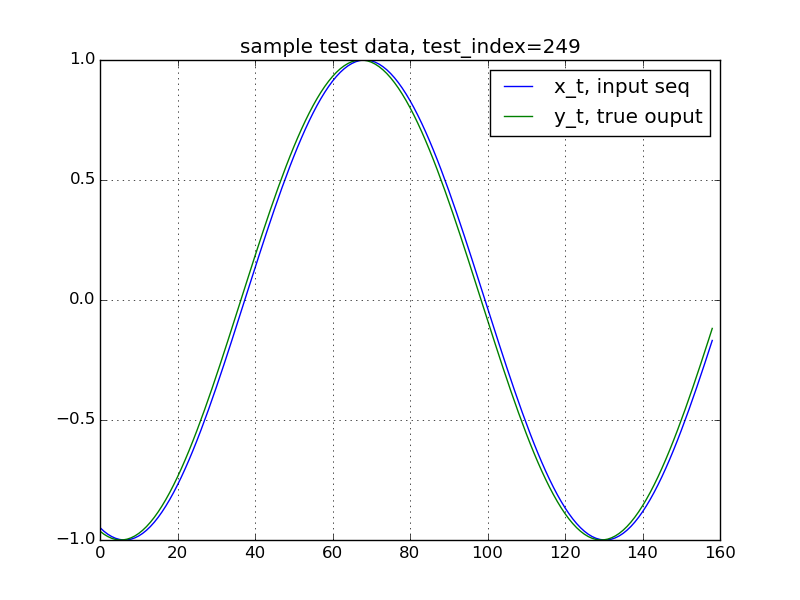 sample test data, test_index=249
x_t, input seq
y_t, true ouput
1.0
0.5
0.0
−0.5
−1.0
0 20 40 60 80 100 120 140 160